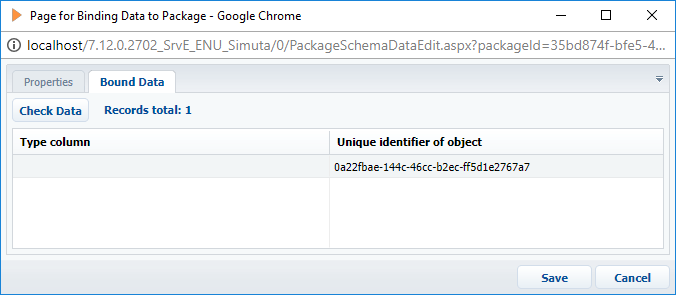 Page for Binding Data to Package - Google Chrome
localhost/7.12.0.2702_SrvE_ENU_Simuta/0/PackageSchemaDataEdit.aspx?packageId=35bd874f-bfe5-4...
Properties Bound Data
Check Data Records total: 1
Type column Unique identifier of object
0a22fbae-144c-46cc-b2ec-ff5d1e2767a7
Save Cancel